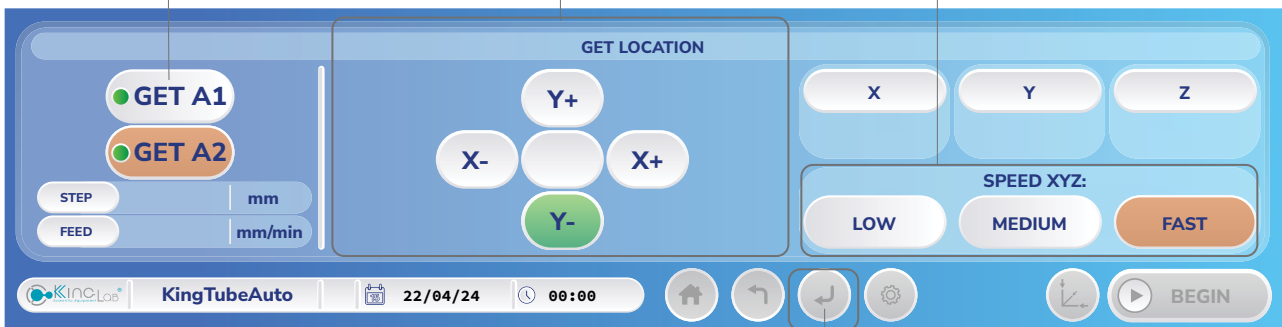 GET LOCATION
GET A1
GET A2
STEP mm
FEED mm/min
Y+
X- X+
Y-
X Y Z
SPEED XYZ:
LOW MEDIUM FAST
KingLab KingTubeAuto 22/04/24 00:00 BEGIN